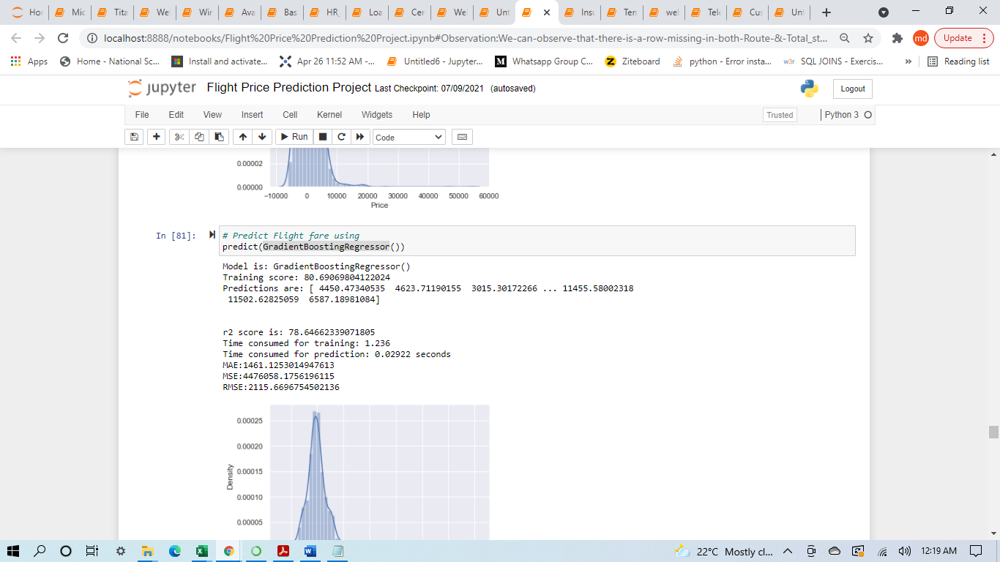 Hor Mic Tita We Wir Ava Bas HR_ Loa Cer We Unt Inst Terr wel Tele Cus Unt
localhost:8888/notebooks/Flight%20Price%20Prediction%20Project.ipynb#Observation:We-can-observe-that-there-is-a-row-missing-in-both-Route-&-Total_st... md Update
Apps Home - National Sc... Install and activate... Apr 26 11:52 AM -... Untitled6 - Jupyter... Whatsapp Group C... Ziteboard python - Error insta... w3r SQL JOINS - Exercis... » Reading list
jupyter Flight Price Prediction Project Last Checkpoint: 07/09/2021 (autosaved) Logout
File Edit View Insert Cell Kernel Widgets Help Trusted Python 3
Run Code
0.00002
0.00000
−10000 0 10000 20000 30000 40000 50000 60000
Price
In [81]: # Predict Flight fare using
predict(GradientBoostingRegressor())
Model is: GradientBoostingRegressor()
Training score: 80.69069804122024
Predictions are: [ 4450.47340535 4623.71190155 3015.30172266 ... 11455.58002318
11502.62825059 6587.18981084]
r2 score is: 78.64662339071805
Time consumed for training: 1.236
Time consumed for prediction: 0.02922 seconds
MAE:1461.1253014947613
MSE:4476058.1756196115
RMSE:2115.6696754502136
0.00025
0.00020
0.00015
0.00010
0.00005
Density
22°C Mostly cl... 12:19 AM